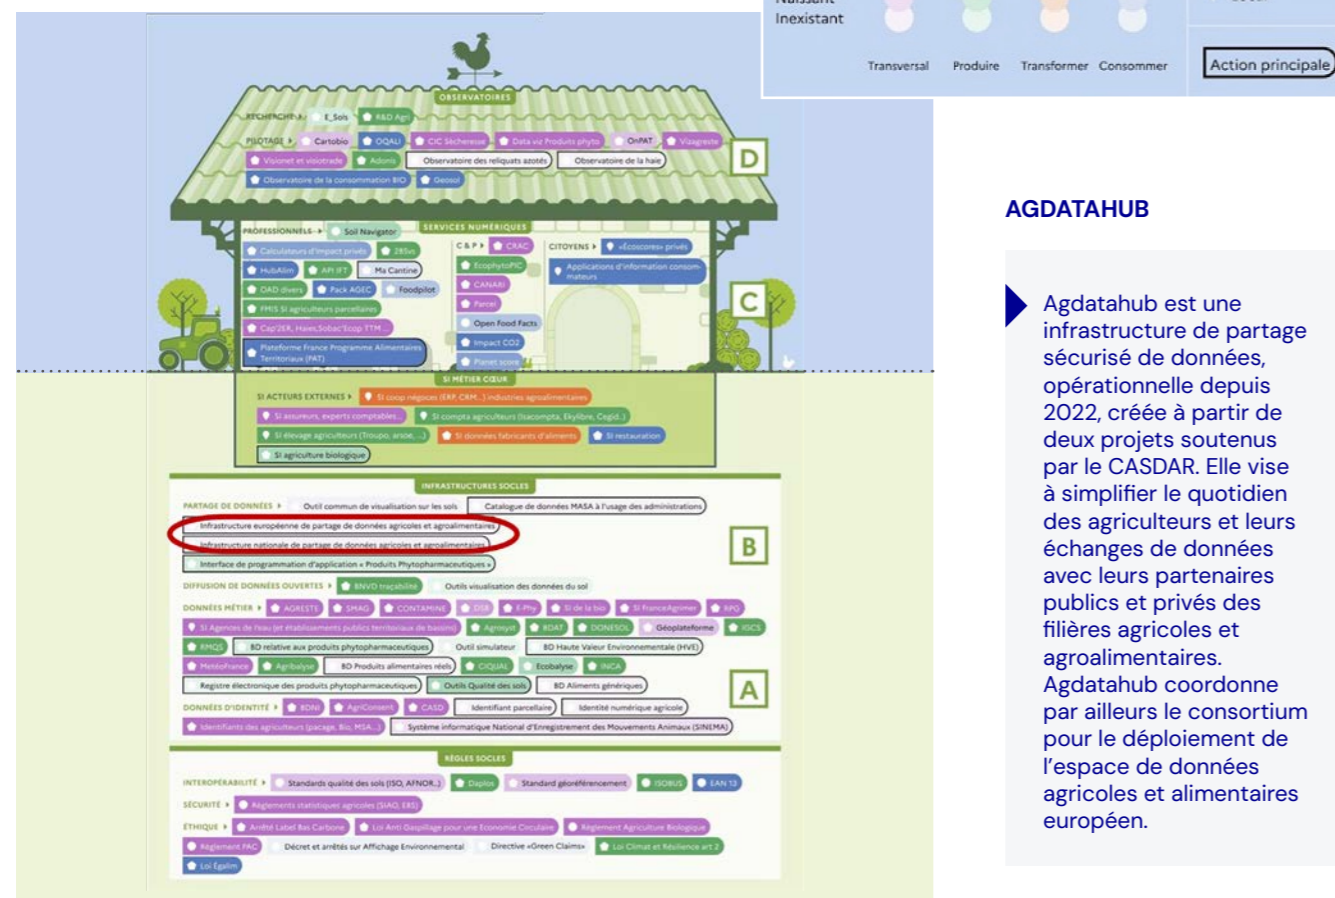 Inexistant
Transversal Produire Transformer Consommer
Action principale
OBSERVATOIRES
RECHERCHE E_Sols R&D Agri
PILOTAGE Cartobio OQALI CIC Sècheresse Data viz Produits phyto OnPAT Visagreste
Visionet et visiotrade Adonis Observatoire des reliquats azotés Observatoire de la haie
Observatoire de la consommation BIO Geosol
D
SERVICES NUMÉRIQUES
PROFESSIONNELS Soil Navigator
Calculateurs d'impact privés 285vs
HubAlim API IFT Ma Cantine
OAD divers Pack AGEC Foodpilot
FMIS SI agriculteurs parcellaires
Cap'2ER, Haies,Sobac'Ecop TTM...
Plateforme France Programme Alimentaires
Territoriaux (PAT)
C & P CRAC
EcophytoPIC
CANARI
Parcel
Open Food Facts
Impact CO2
Planet score
CITOYENS «Écoscores» privés
Applications d'information consom-
mateurs
C
SI MÉTIER CŒUR
SI ACTEURS EXTERNES SI coop négoces (ERP, CRM...) industries agroalimentaires
SI assureurs, experts comptables... SI compta agriculteurs (Isacompta, Ekylibre, Cegid..)
SI élevage agriculteurs (Troupo, arsoe, ...) SI données fabricants d'aliments SI restauration
SI agriculture biologique
INFRASTRUCTURES SOCLES
PARTAGE DE DONNÉES Outil commun de visualisation sur les sols Catalogue de données MASA à l'usage des administrations
Infrastructure européenne de partage de données agricoles et agroalimentaires
Infrastructure nationale de partage de données agricoles et agroalimentaires
Interface de programmation d'application « Produits Phytopharmaceutiques »
B
DIFFUSION DE DONNÉES OUVERTES BNVD traçabilité Outils visualisation des données du sol
DONNÉES MÉTIER AGRESTE SMAG CONTAMINE DSB E-Phy SI de la bio SI FranceAgrimer RPG
SI Agences de l'eau (et établissements publics territoriaux de bassins) Agrosyst BDAT DONESOL Géoplateforme IGCS
RMQS BD relative aux produits phytopharmaceutiques Outil simulateur BD Haute Valeur Environnementale (HVE)
MétéoFrance Agribalyse BD Produits alimentaires réels CIQUAL Ecobalyse INCA
Registre électronique des produits phytopharmaceutiques Outils Qualité des sols BD Aliments génériques
A
DONNÉES D'IDENTITÉ BDNI AgriConsent CASD Identifiant parcellaire Identité numérique agricole
Identifiants des agriculteurs (pacage, Bio, MSA...) Système informatique National d'Enregistrement des Mouvements Animaux (SINEMA)
RÈGLES SOCLES
INTEROPÉRABILITÉ Standards qualité des sols (ISO, AFNOR..) Daplos Standard géoréférencement ISOBUS EAN 13
SÉCURITÉ Règlements statistiques agricoles (SIAO, ERS)
ÉTHIQUE Arrêté Label Bas Carbone Loi Anti Gaspillage pour une Economie Circulaire Règlement Agriculture Biologique
Règlement PAC Décret et arrêtés sur Affichage Environnemental Directive «Green Claims» Loi Climat et Résilience art 2
Loi Egalim
AGDATAHUB
Agdatahub est une
infrastructure de partage
sécurisé de données,
opérationnelle depuis
2022, créée à partir de
deux projets soutenus
par le CASDAR. Elle vise
à simplifier le quotidien
des agriculteurs et leurs
échanges de données
avec leurs partenaires
publics et privés des
filières agricoles et
agroalimentaires.
Agdatahub coordonne
par ailleurs le consortium
pour le déploiement de
l'espace de données
agricoles et alimentaires
européen.